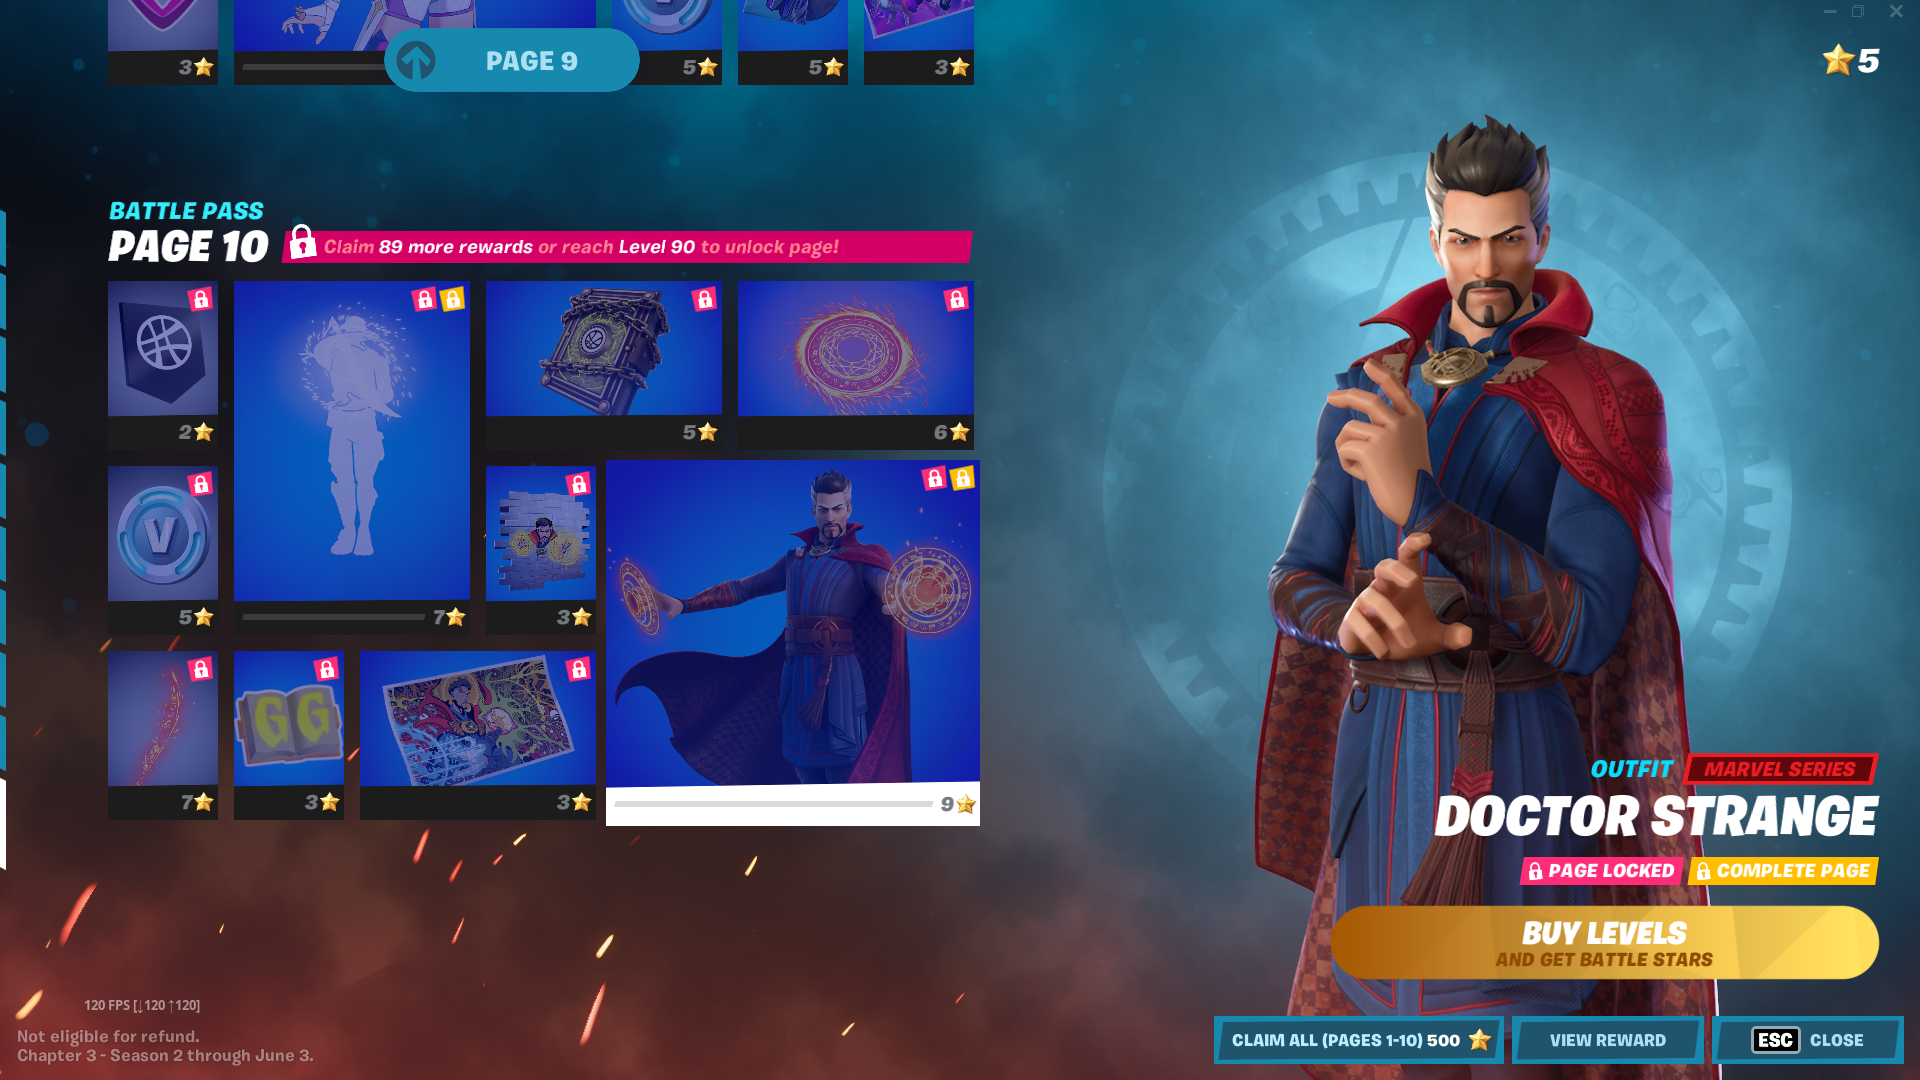 3
5
5
3
PAGE 9
5
BATTLE PASS
PAGE 10
Claim 89 more rewards or reach Level 90 to unlock page!
2
5
6
V
5
7
3
GG
7
3
3
9
OUTFIT
MARVEL SERIES
DOCTOR STRANGE
PAGE LOCKED
COMPLETE PAGE
BUY LEVELS
AND GET BATTLE STARS
120 FPS [↓120 ↑120]
Not eligible for refund.
Chapter 3 - Season 2 through June 3.
CLAIM ALL (PAGES 1-10) 500
VIEW REWARD
ESC CLOSE